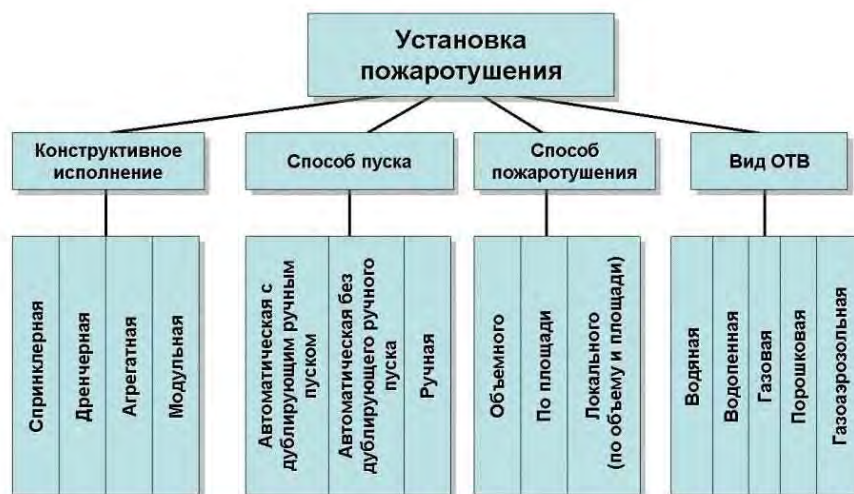 Установка
пожаротушения
Конструктивное
исполнение
Способ пуска
Способ
пожаротушения
Вид ОТВ
Спринклерная
Дренчерная
Агрегатная
Модульная
Автоматическая с
дублирующим ручным
пуском
Автоматическая без
дублирующего ручного
пуска
Ручная
Объемного
По площади
Локального
(по объему и площади)
Водяная
Водопенная
Газовая
Порошковая
Газоаэрозольная